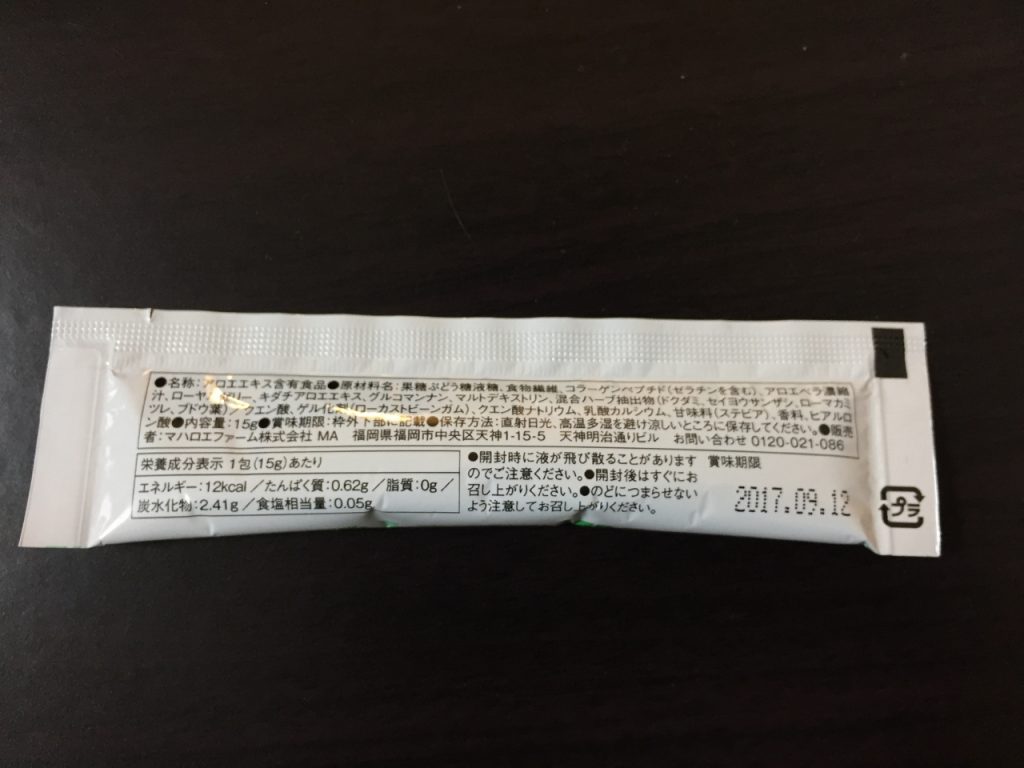 ●名称:アロエエキス含有食品●原材料名:果糖ぶどう糖液糖、食物繊維、コラーゲンペプチド(ゼラチンを含む)、アロエベラ濃縮
汁、ローヤルゼリー、キダチアロエエキス、グルコマンナン、マルトデキストリン、混合ハーブ抽出物(ドクダミ、セイヨウサンザシ、ローマカミ
ツレ、ブドウ葉)/クエン酸、ゲル化剤(ローカストビーンガム)、クエン酸ナトリウム、乳酸カルシウム、甘味料(ステビア)、香料、ヒアルロ
ン酸●内容量:15g●賞味期限:枠外下部に記載●保存方法:直射日光、高温多湿を避け涼しいところに保存してください。●販売
者:マハロエファーム株式会社 MA 福岡県福岡市中央区天神1-15-5 天神明治通りビル お問い合わせ 0120-021-086
栄養成分表示 1包(15g)あたり
エネルギー:12kcal/たんぱく質:0.62g/脂質:0g/
炭水化物:2.41g/食塩相当量:0.05g
●開封時に液が飛び散ることがあります
のでご注意ください。●開封後はすぐにお
召し上がりください。●のどにつまらせない
よう注意してお召し上がりください。
賞味期限
2017.09.12
プラ